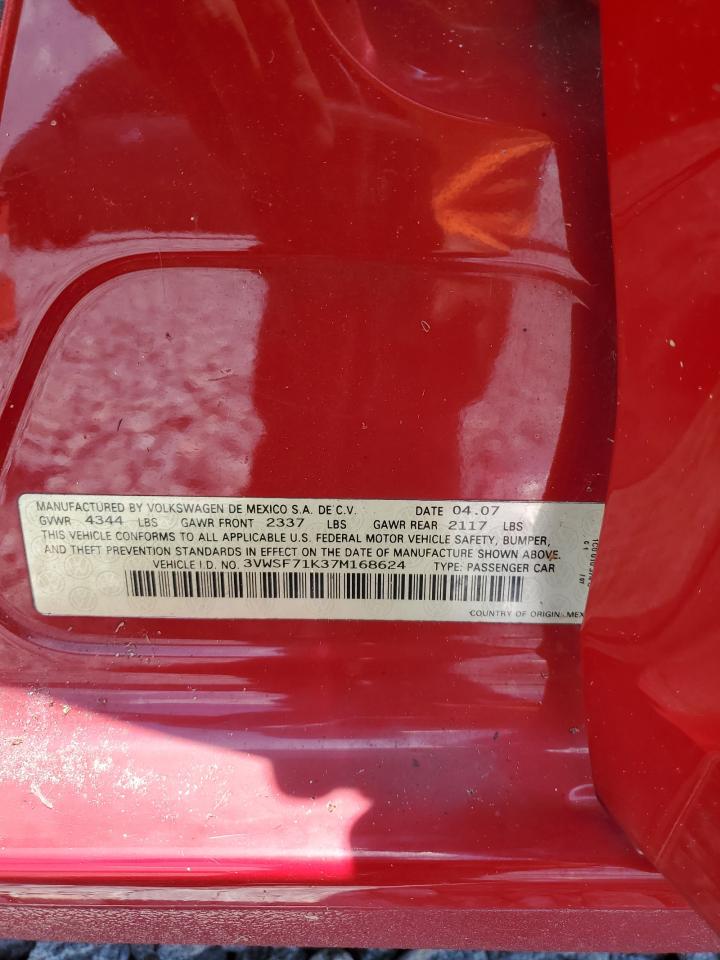 MANUFACTURED BY VOLKSWAGEN DE MEXICO S.A. DE C.V. DATE 04.07
GVWR 4344 LBS GAWR FRONT 2337 LBS GAWR REAR 2117 LBS
THIS VEHICLE CONFORMS TO ALL APPLICABLE U.S. FEDERAL MOTOR VEHICLE SAFETY, BUMPER,
AND THEFT PREVENTION STANDARDS IN EFFECT ON THE DATE OF MANUFACTURE SHOWN ABOVE.
VEHICLE I.D. NO. 3VWSF71K37M168624 TYPE: PASSENGER CAR
COUNTRY OF ORIGIN: MEX